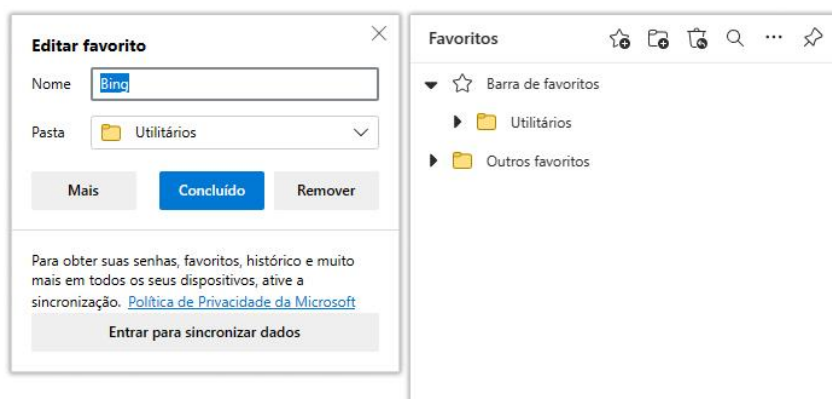 Editar favorito
Nome
Bing
Pasta
Utilitários
Mais
Concluído
Remover
Para obter suas senhas, favoritos, histórico e muito
mais em todos os seus dispositivos, ative a
sincronização. Política de Privacidade da Microsoft
Entrar para sincronizar dados
Favoritos
Barra de favoritos
Utilitários
Outros favoritos